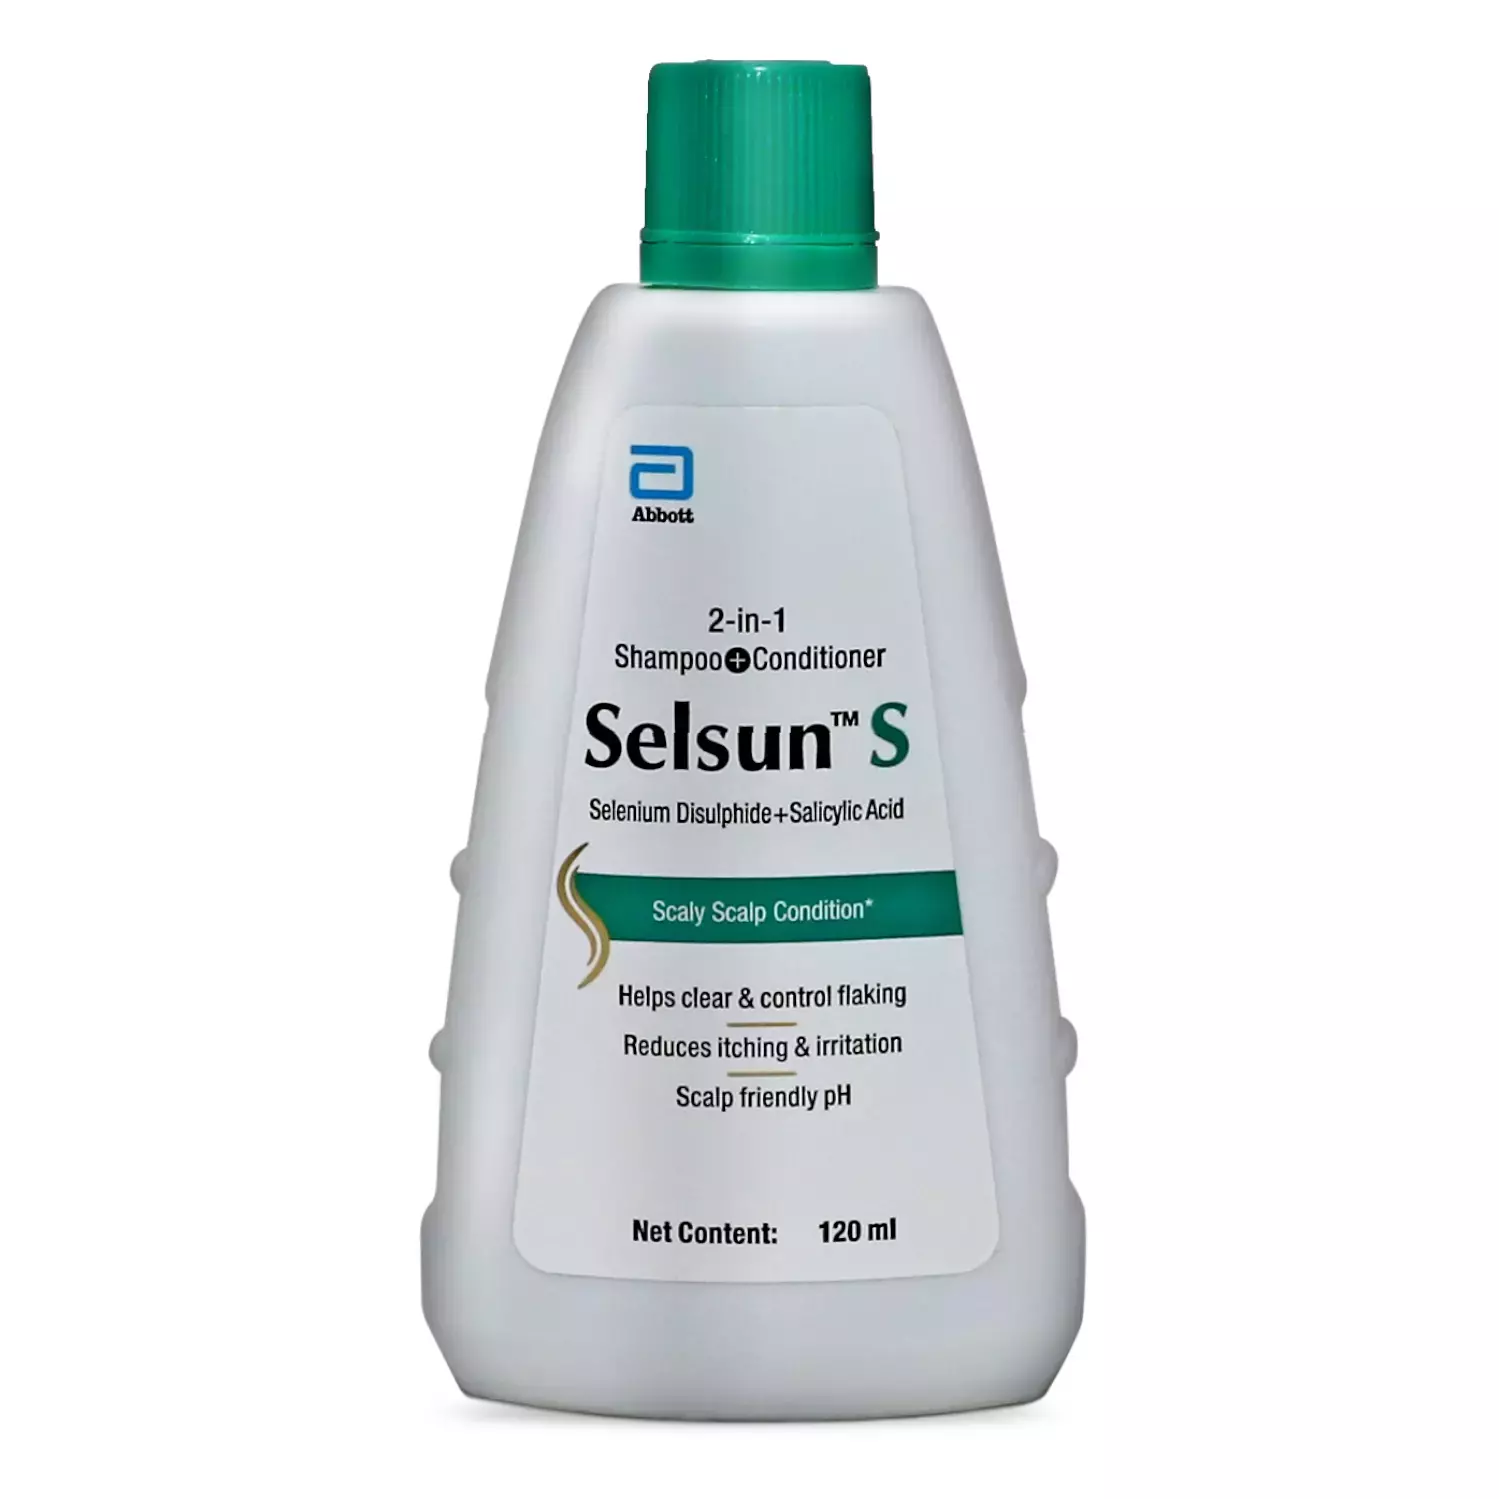 Abbott
2-in-1
Shampoo+Conditioner
Selsun™ S
Selenium Disulphide+Salicylic Acid
Scaly Scalp Condition*
Helps clear & control flaking
Reduces itching & irritation
Scalp friendly pH
Net Content: 120 ml